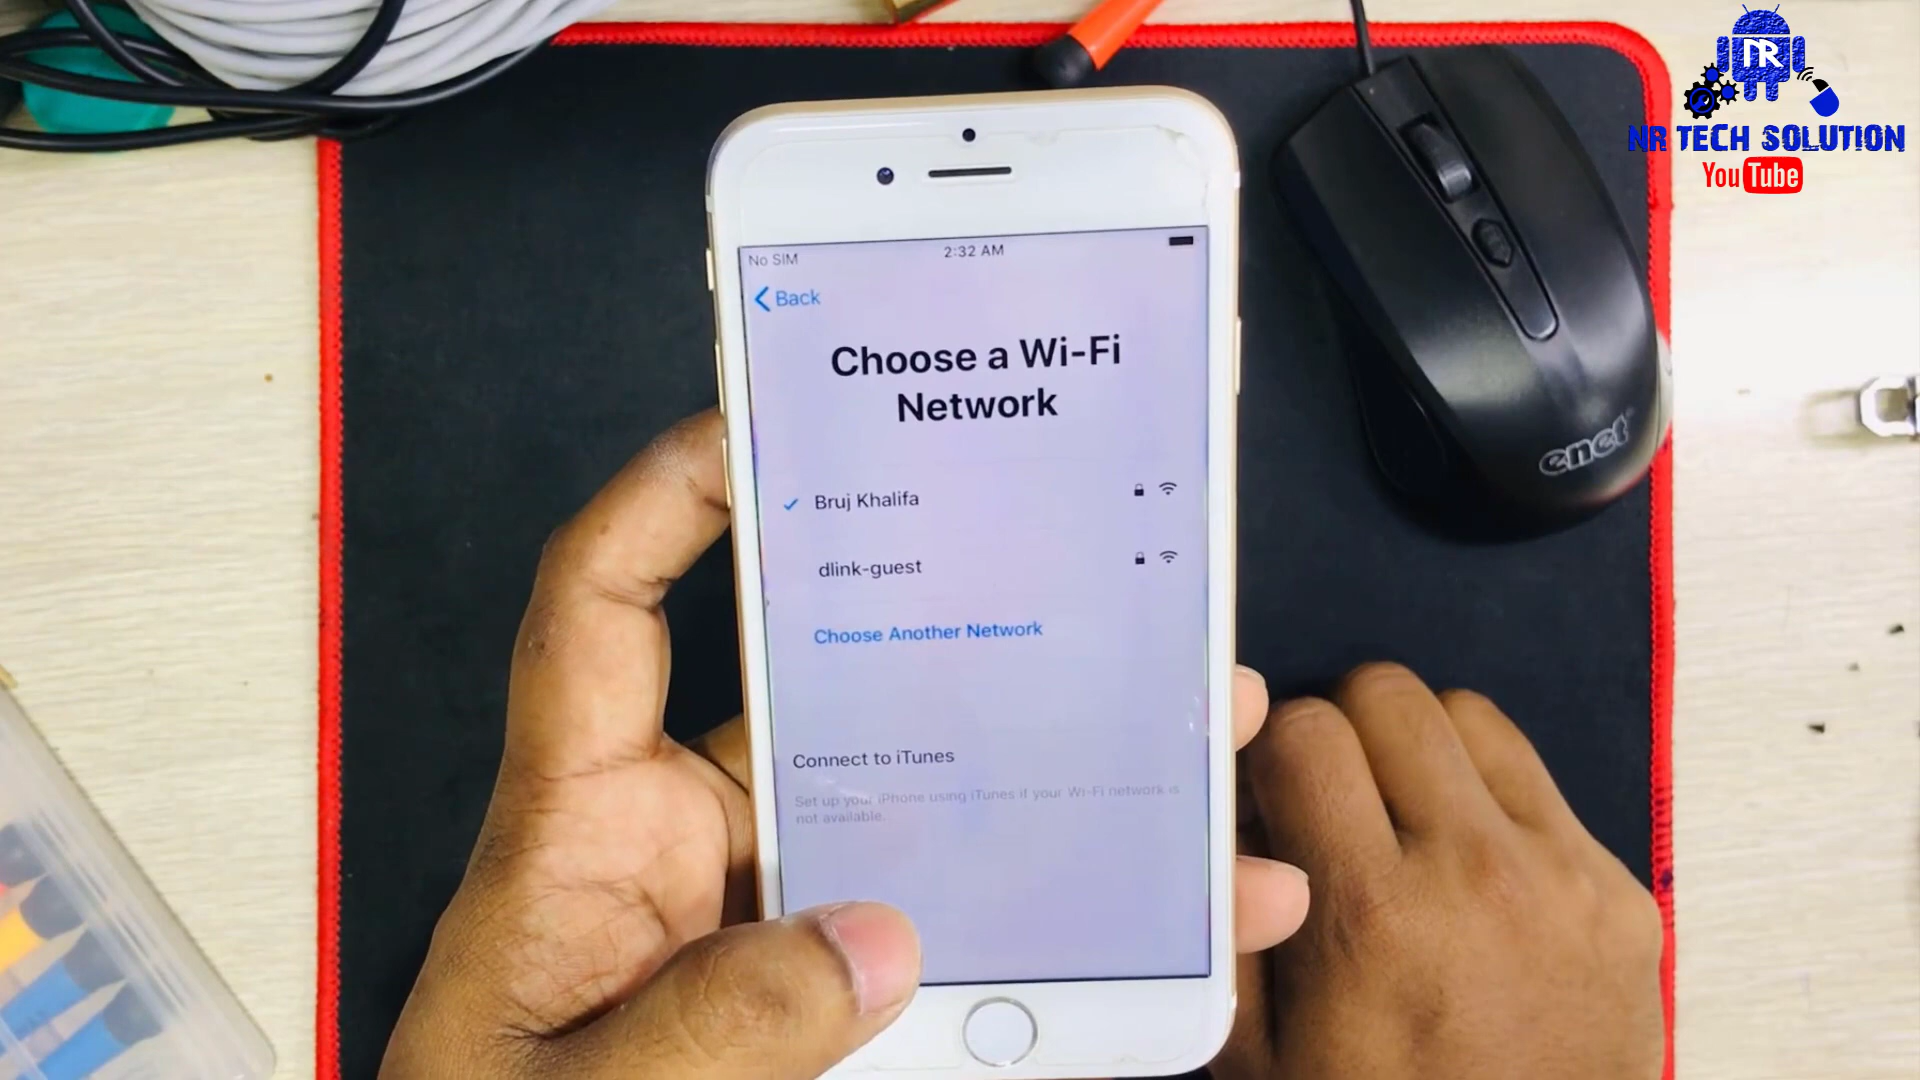 NR
NR TECH SOLUTION
YouTube
No SIM
2:32 AM
Back
Choose a Wi-Fi
Network
Bruj Khalifa
dlink-guest
Choose Another Network
Connect to iTunes
Set up your iPhone using iTunes if your Wi-Fi network is
not available.
enet